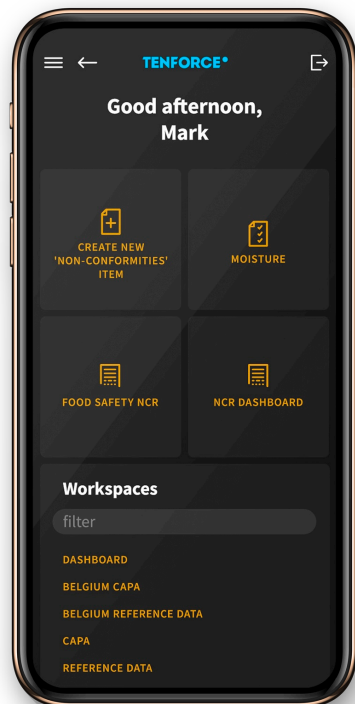 TENFORCE
Good afternoon,
Mark
CREATE NEW
'NON-CONFORMITIES'
ITEM
MOISTURE
FOOD SAFETY NCR
NCR DASHBOARD
Workspaces
filter
DASHBOARD
BELGIUM CAPA
BELGIUM REFERENCE DATA
CAPA
REFERENCE DATA